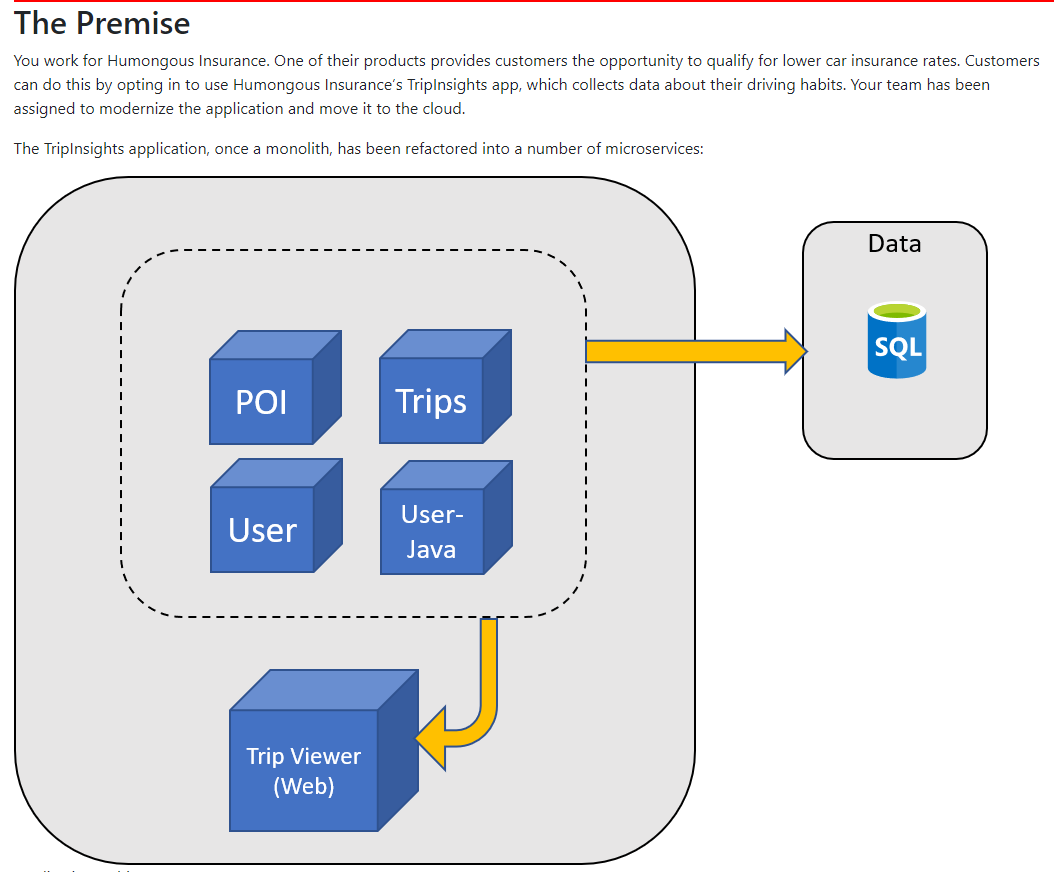 The Premise
You work for Humongous Insurance. One of their products provides customers the opportunity to qualify for lower car insurance rates. Customers
can do this by opting in to use Humongous Insurance's TripInsights app, which collects data about their driving habits. Your team has been
assigned to modernize the application and move it to the cloud.
The TripInsights application, once a monolith, has been refactored into a number of microservices:
Data
SQL
POI
Trips
User
User-
Java
Trip Viewer
(Web)